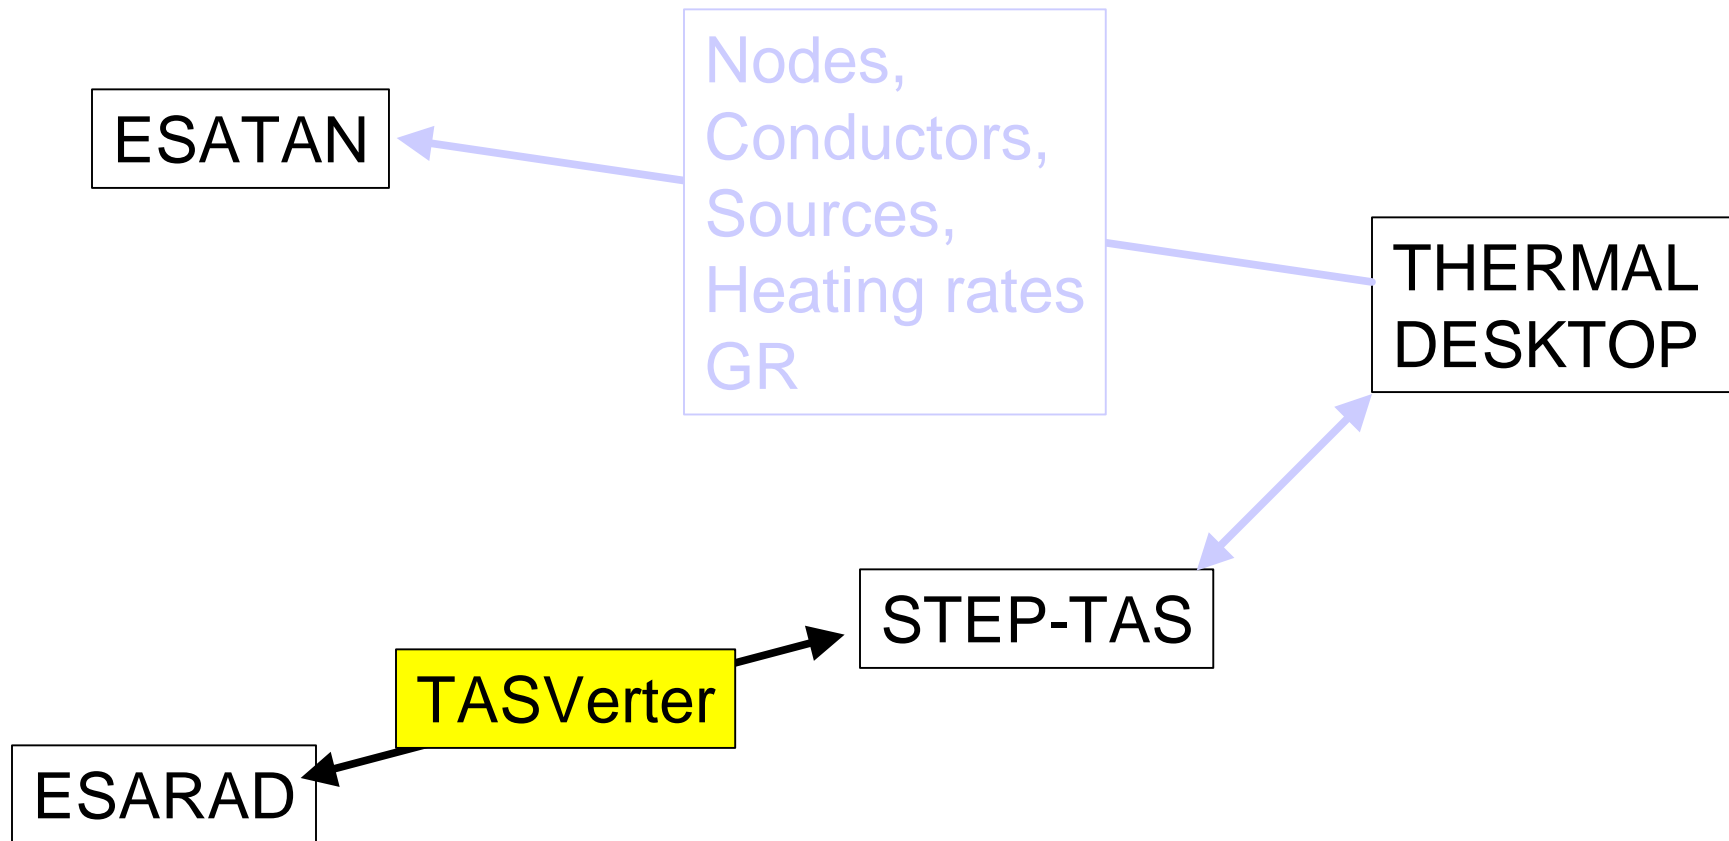 Nodes,
Conductors,
Sources,
Heating rates
GR
ESATAN
THERMAL
DESKTOP
STEP-TAS
TASVerter
ESARAD